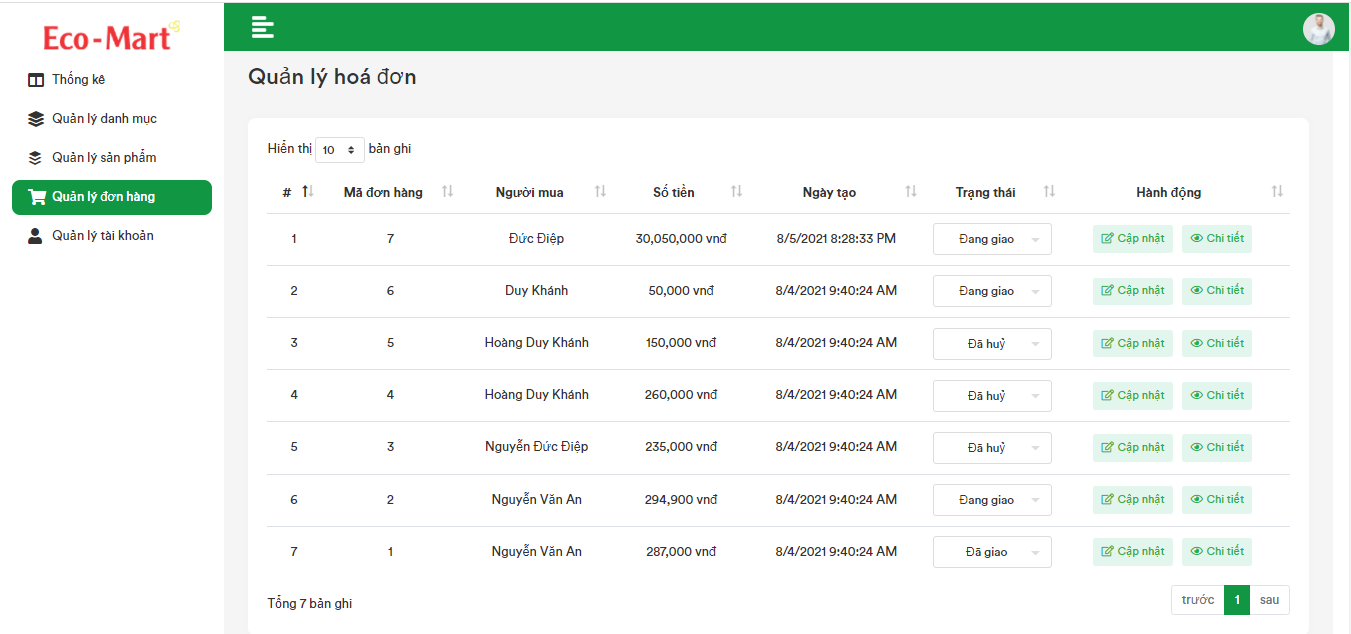 Eco-Mart
Thống kê
Quản lý danh mục
Quản lý sản phẩm
Quản lý đơn hàng
Quản lý tài khoản
Quản lý hoá đơn
Hiển thị 10 bản ghi
# Mã đơn hàng Người mua Số tiền Ngày tạo Trạng thái Hành động
1 7 Đức Điệp 30,050,000 vnđ 8/5/2021 8:28:33 PM Đang giao Cập nhật Chi tiết
2 6 Duy Khánh 50,000 vnđ 8/4/2021 9:40:24 AM Đang giao Cập nhật Chi tiết
3 5 Hoàng Duy Khánh 150,000 vnđ 8/4/2021 9:40:24 AM Đã huỷ Cập nhật Chi tiết
4 4 Hoàng Duy Khánh 260,000 vnđ 8/4/2021 9:40:24 AM Đã huỷ Cập nhật Chi tiết
5 3 Nguyễn Đức Điệp 235,000 vnđ 8/4/2021 9:40:24 AM Đã huỷ Cập nhật Chi tiết
6 2 Nguyễn Văn An 294,900 vnđ 8/4/2021 9:40:24 AM Đang giao Cập nhật Chi tiết
7 1 Nguyễn Văn An 287,000 vnđ 8/4/2021 9:40:24 AM Đã giao Cập nhật Chi tiết
Tổng 7 bản ghi
trước 1 sau